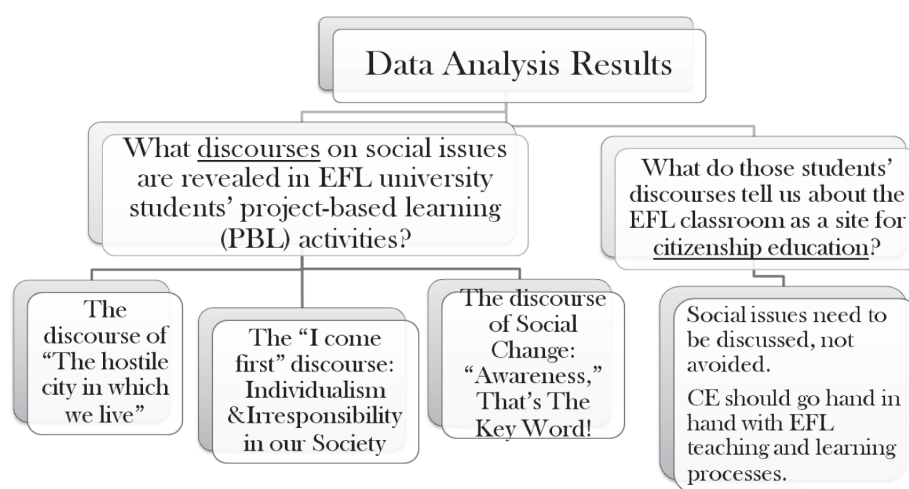 Data Analysis Results
What discourses on social issues
are revealed in EFL university
students' project-based learning
(PBL) activities?
What do those students'
discourses tell us about the
EFL classroom as a site for
citizenship education?
The
discourse of
"The hostile
city in which
we live"
The "I come
first" discourse:
Individualism
&Irresponsibility
in our Society
The discourse
of Social
Change:
"Awareness,"
That's The
Key Word!
Social issues need to
be discussed, not
avoided.
CE should go hand in
hand with EFL
teaching and learning
processes.